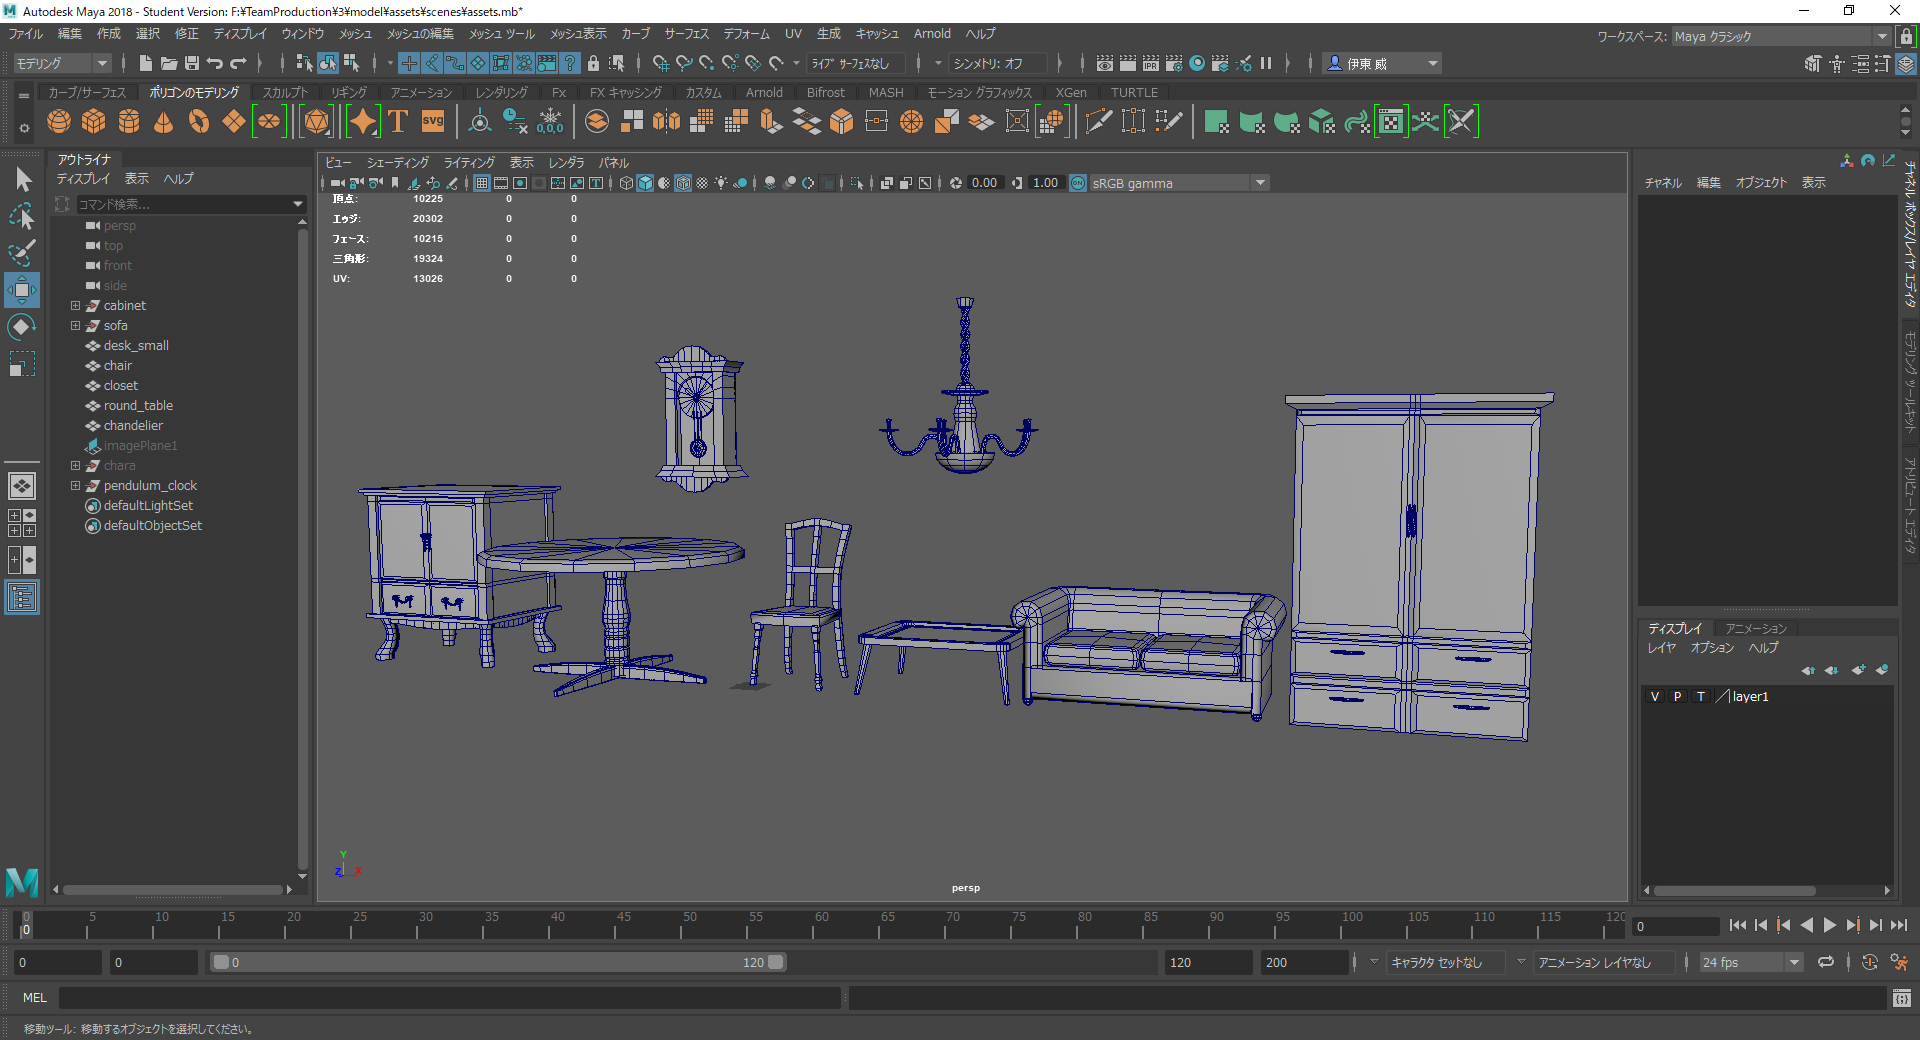 Autodesk Maya 2018 - Student Version: F:¥TeamProduction¥3¥model¥assets¥scenes¥assets.mb*
ファイル 編集 作成 選択 修正 ディスプレイ ウィンドウ メッシュ メッシュの編集 メッシュ ツール メッシュ表示 カーブ サーフェス デフォーム UV 生成 Arnold キャッシュ Arnold ヘルプ
ワークスペース: Maya クラシック
モデリング ライブ サーフェスなし シンメトリ: オフ 伊東 威
カーブ/サーフェス ポリゴンのモデリング スカルプト リギング アニメーション レンダリング Fx FX キャッシング カスタム Arnold Bifrost MASH モーション グラフィックス XGen TURTLE
T svg 0,0,0
アウトライナ
ディスプレイ 表示 ヘルプ
コマンド検索...
persp
top
front
side
cabinet
sofa
desk_small
chair
closet
round_table
chandelier
imagePlane1
chara
pendulum_clock
defaultLightSet
defaultObjectSet
ビュー シェーディング ライティング 表示 レンダラ パネル
0.00 1.00 ON sRGB gamma
頂点: 10225 0 0
エッジ: 20302 0 0
フェース: 10215 0 0
三角形: 19324 0 0
UV: 13026 0 0
Y
Z X
persp
チャネル 編集 オブジェクト 表示
チャネル ボックス/レイヤ エディタ
モデリング ツールキット
アトリビュート エディタ
ディスプレイ アニメーション
レイヤ オプション ヘルプ
V P T layer1
0 5 10 15 20 25 30 35 40 45 50 55 60 65 70 75 80 85 90 95 100 105 110 115 120
0 0
0 0 0 120 120 200 キャラクタ セットなし アニメーション レイヤなし 24 fps
MEL
移動ツール: 移動するオブジェクトを選択してください。